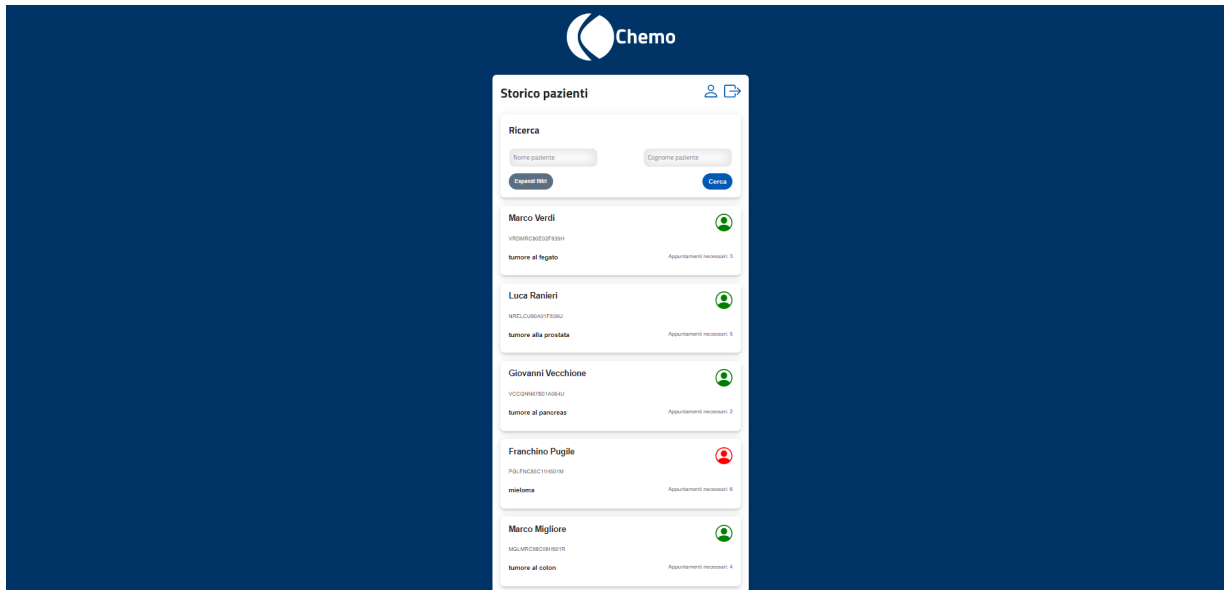 Chemo
Storico pazienti
Ricerca
Nome paziente Cognome paziente
Espandi filtri Cerca
Marco Verdi
VRDMRC80E02F839H
tumore al fegato Appuntamenti necessari: 3
Luca Ranieri
NRELCU80A01F839U
tumore alla prostata Appuntamenti necessari: 5
Giovanni Vecchione
VCCGNN67B01A064U
tumore al pancreas Appuntamenti necessari: 2
Franchino Pugile
PGLFNC85C11H501M
mieloma Appuntamenti necessari: 6
Marco Migliore
tumore al colon Appuntamenti necessari: 4